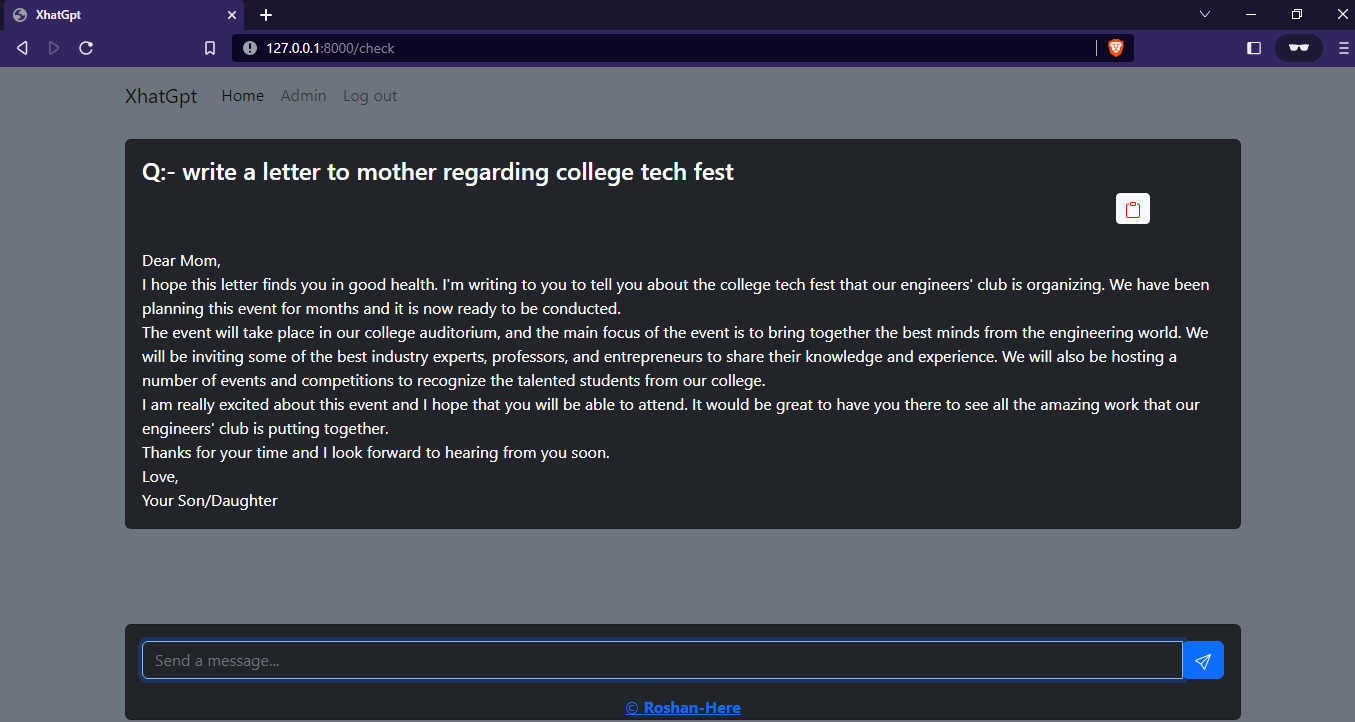 XhatGpt
127.0.0.1:8000/check
XhatGpt Home Admin Log out
Q:- write a letter to mother regarding college tech fest
Dear Mom,
I hope this letter finds you in good health. I'm writing to you to tell you about the college tech fest that our engineers' club is organizing. We have been
planning this event for months and it is now ready to be conducted.
The event will take place in our college auditorium, and the main focus of the event is to bring together the best minds from the engineering world. We
will be inviting some of the best industry experts, professors, and entrepreneurs to share their knowledge and experience. We will also be hosting a
number of events and competitions to recognize the talented students from our college.
I am really excited about this event and I hope that you will be able to attend. It would be great to have you there to see all the amazing work that our
engineers' club is putting together.
Thanks for your time and I look forward to hearing from you soon.
Love,
Your Son/Daughter
Send a message...
© Roshan-Here